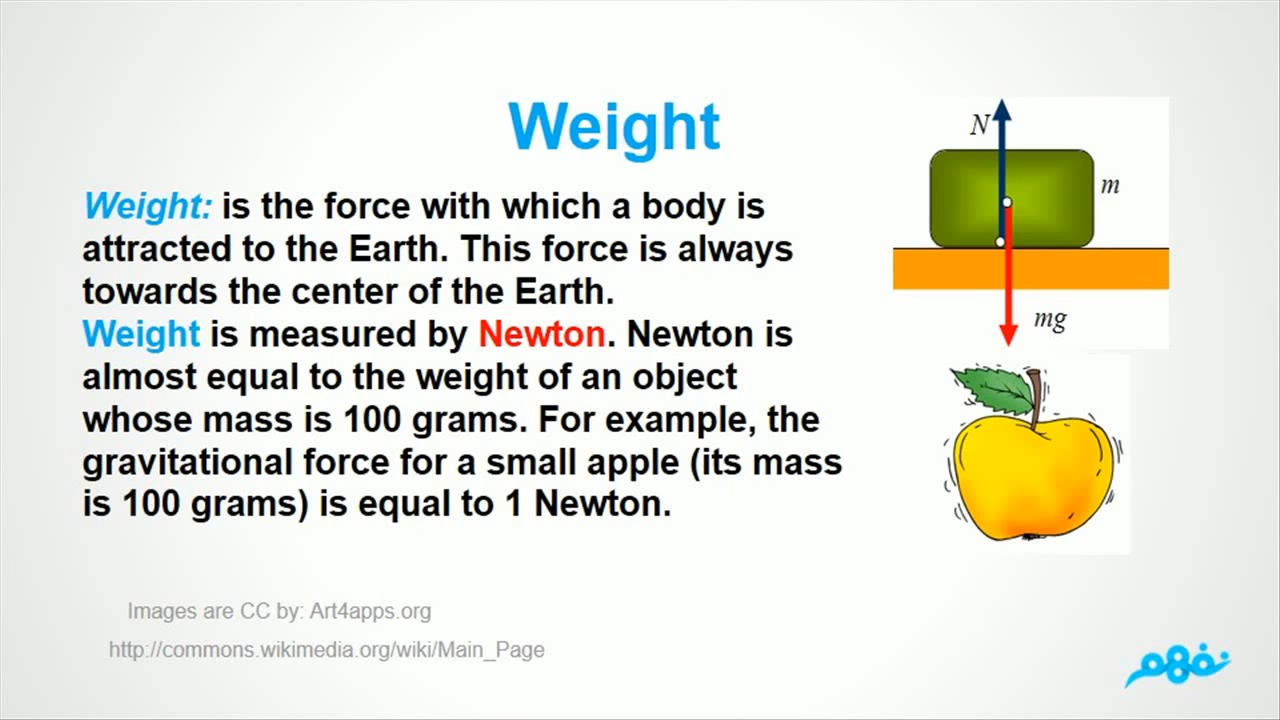 Weight
Weight: is the force with which a body is
attracted to the Earth. This force is always
towards the center of the Earth.
Weight is measured by Newton. Newton is
almost equal to the weight of an object
whose mass is 100 grams. For example, the
gravitational force for a small apple (its mass
is 100 grams) is equal to 1 Newton.
N
m
mg
Images are CC by: Art4apps.org
http://commons.wikimedia.org/wiki/Main_Page
نفهم